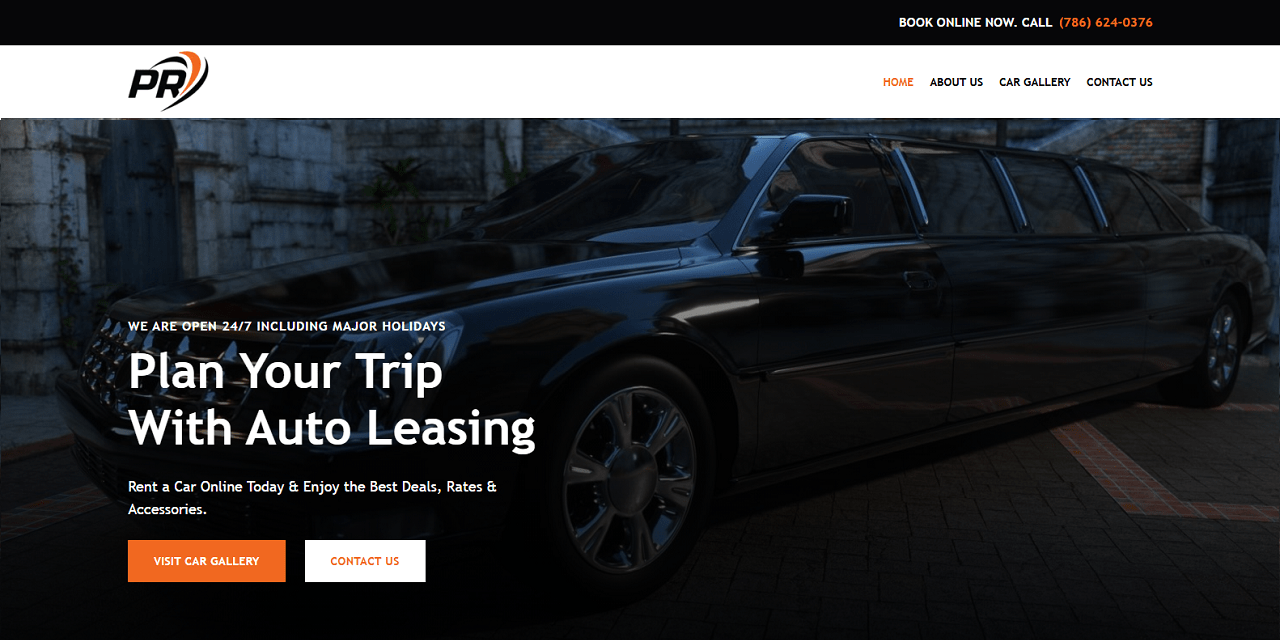 BOOK ONLINE NOW. CALL (786) 624-0376
PR
HOME ABOUT US CAR GALLERY CONTACT US
WE ARE OPEN 24/7 INCLUDING MAJOR HOLIDAYS
Plan Your Trip
With Auto Leasing
Rent a Car Online Today & Enjoy the Best Deals, Rates &
Accessories.
VISIT CAR GALLERY CONTACT US